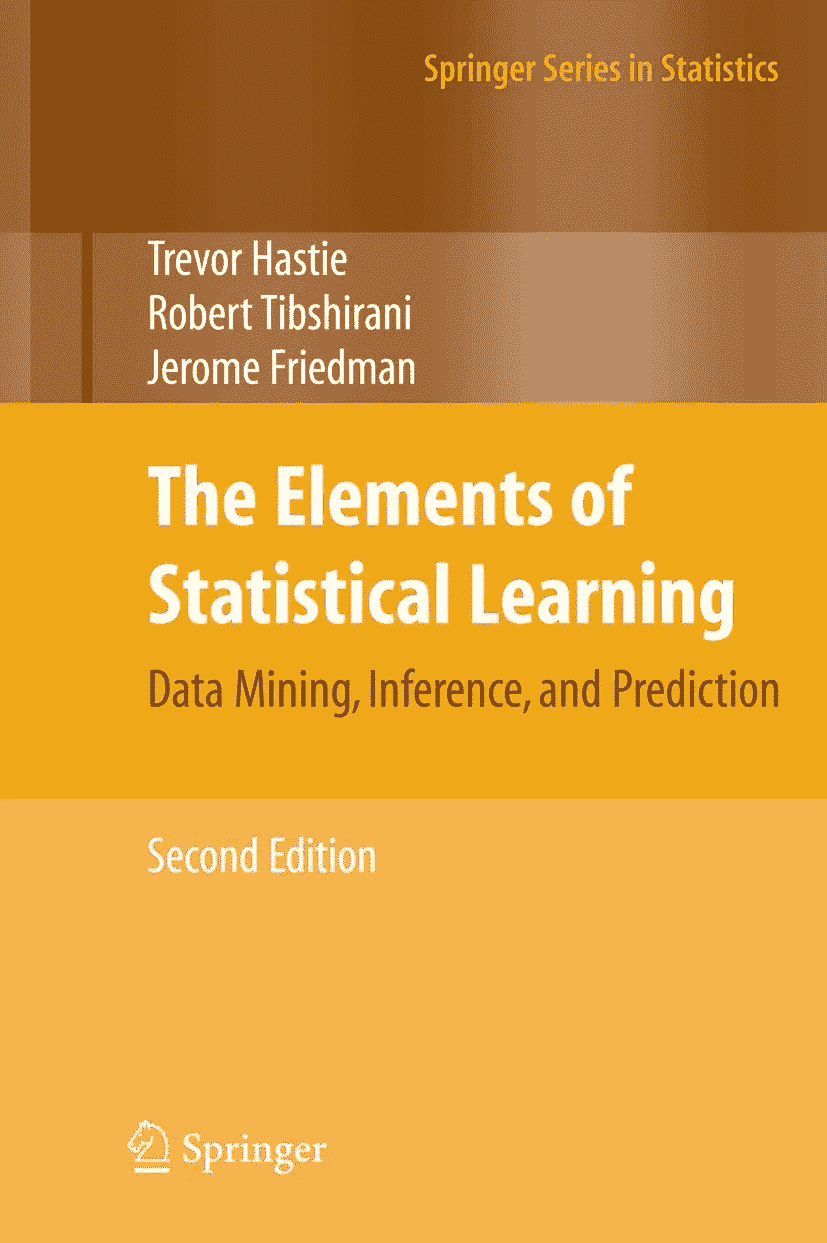 Springer Series in Statistics
Trevor Hastie
Robert Tibshirani
Jerome Friedman
The Elements of
Statistical Learning
Data Mining, Inference, and Prediction
Second Edition
Springer